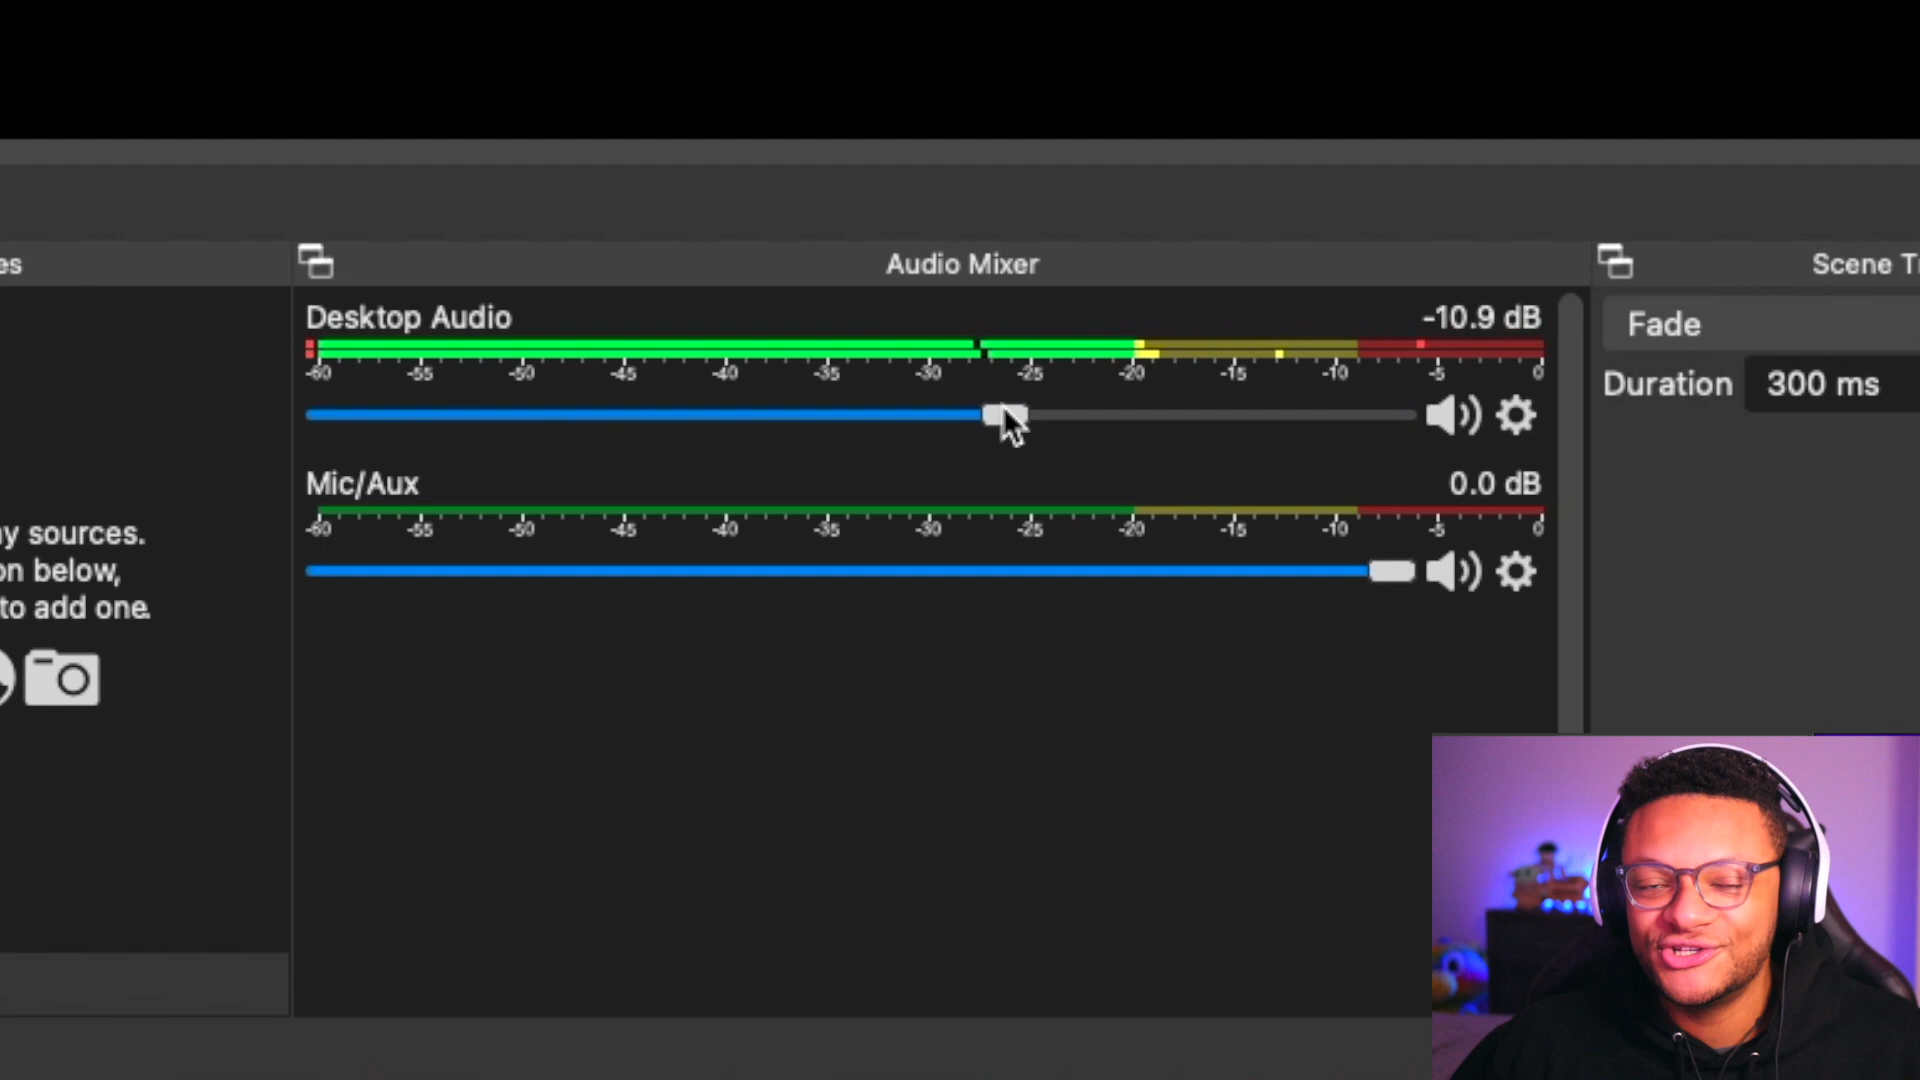 es
Audio Mixer
Scene Tr
Desktop Audio
-10.9 dB
-60 -55 -50 -45 -40 -35 -30 -25 -20 -15 -10 -5 0
Mic/Aux
0.0 dB
-60 -55 -50 -45 -40 -35 -30 -25 -20 -15 -10 -5 0
Fade
Duration
300 ms
ny sources.
on below,
to add one.